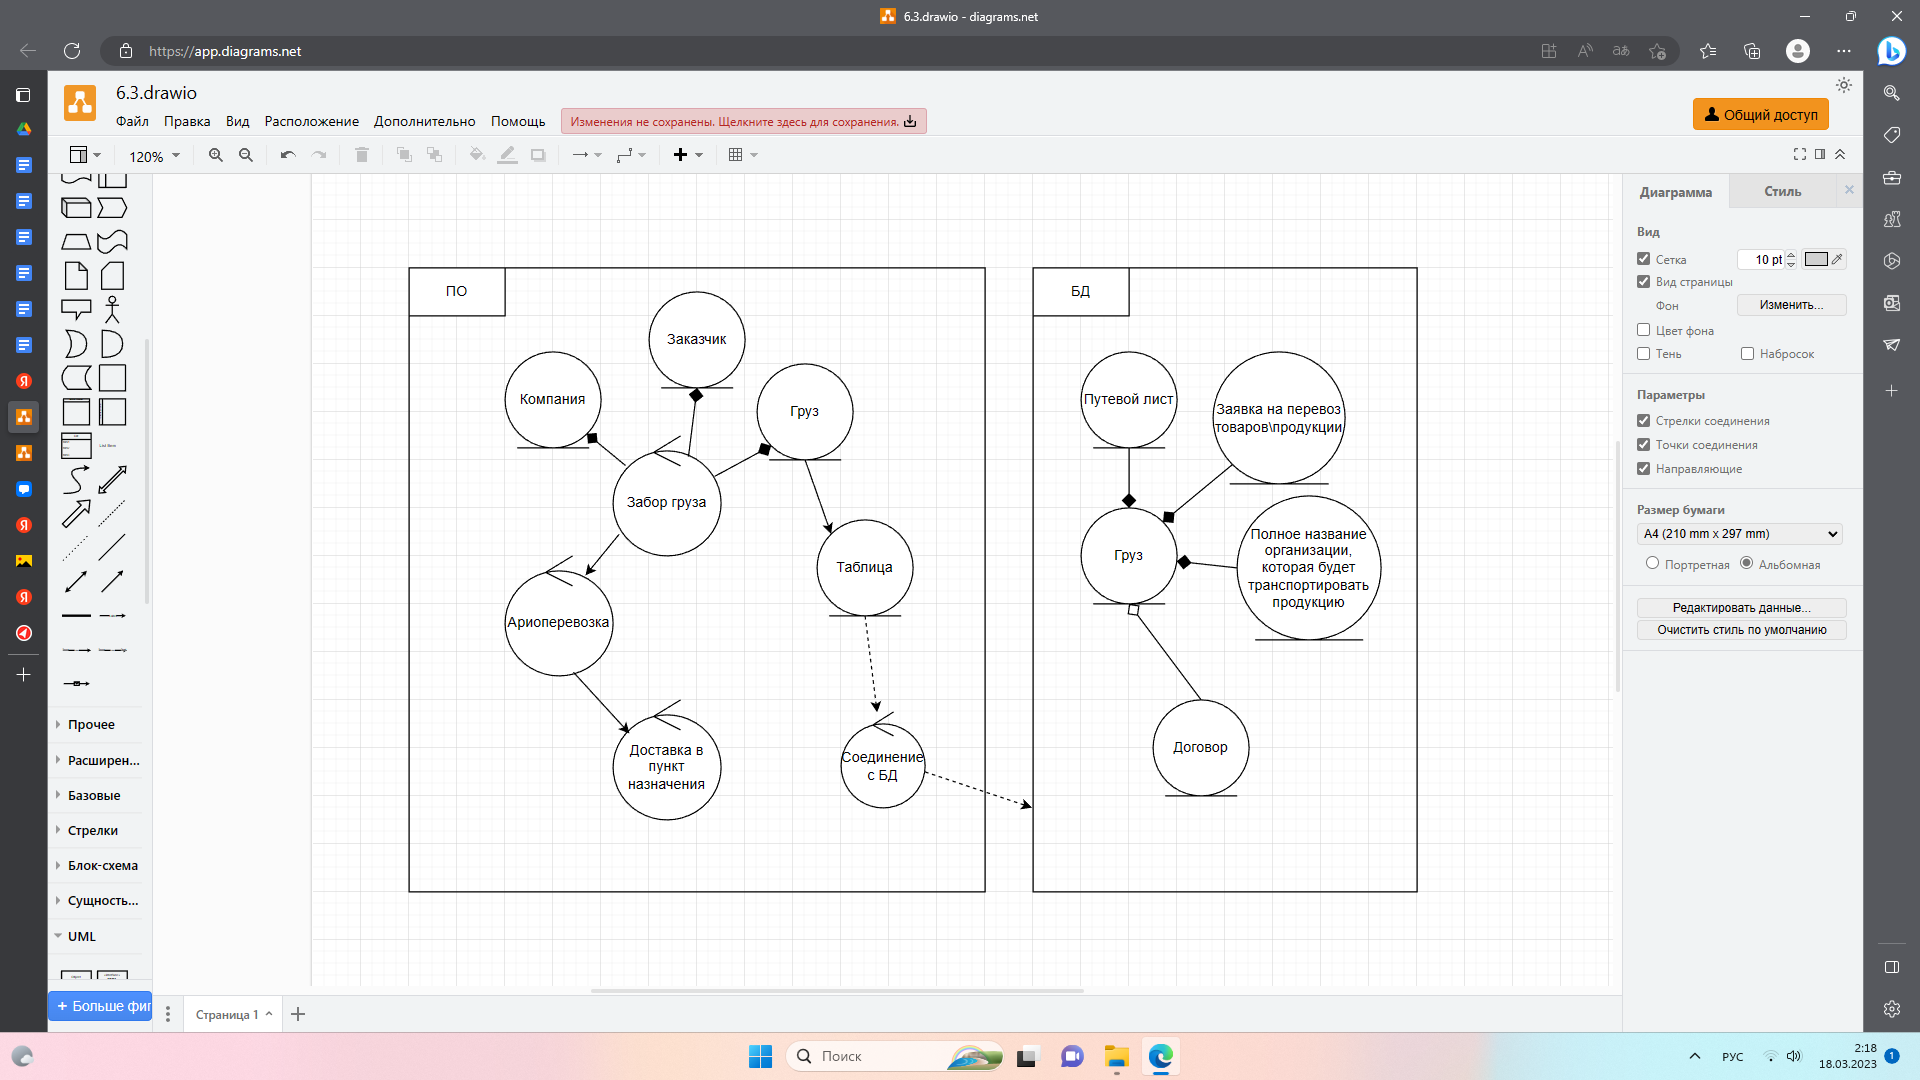 6.3.drawio - diagrams.net
https://app.diagrams.net
6.3.drawio
Файл Правка Вид Расположение Дополнительно Помощь
Изменения не сохранены. Щелкните здесь для сохранения.
Общий доступ
120%
Диаграмма
Стиль
Вид
Сетка
10 pt
Вид страницы
Фон
Изменить...
Цвет фона
Тень
Набросок
Параметры
Стрелки соединения
Точки соединения
Направляющие
Размер бумаги
A4 (210 mm x 297 mm)
Портретная
Альбомная
Редактировать данные...
Очистить стиль по умолчанию
ПО
Заказчик
Компания
Груз
Забор груза
Таблица
Ариоперевозка
Доставка в
пункт
назначения
Соединение
с БД
БД
Путевой лист
Заявка на перевоз
товаров\продукции
Груз
Полное название
организации,
которая будет
транспортировать
продукцию
Договор
Прочее
Расширен...
Базовые
Стрелки
Блок-схема
Сущность...
UML
+ Больше фиг
Страница 1
Поиск
РУС
2:18
18.03.2023
1